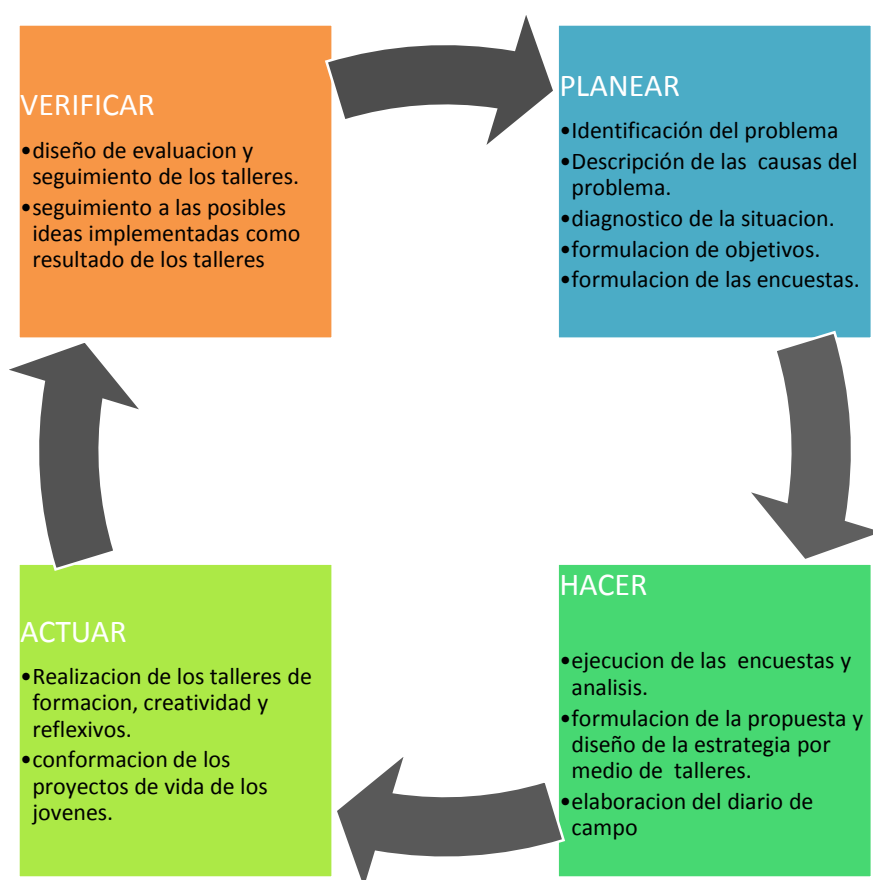 VERIFICAR
•diseño de evaluacion y
seguimiento de los talleres.
•seguimiento a las posibles
ideas implementadas como
resultado de los talleres
PLANEAR
•Identificación del problema
•Descripción de las causas del
problema.
•diagnostico de la situacion.
•formulacion de objetivos.
•formulacion de las encuestas.
ACTUAR
•Realizacion de los talleres de
formacion, creatividad y
reflexivos.
•conformacion de los
proyectos de vida de los
jovenes.
HACER
•ejecucion de las encuestas y
analisis.
•formulacion de la propuesta y
diseño de la estrategia por
medio de talleres.
•elaboracion del diario de
campo